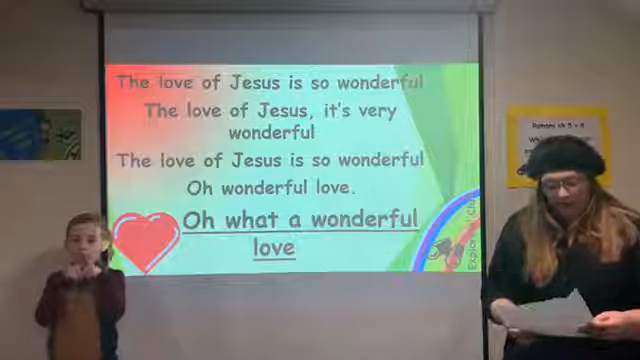 The love of Jesus is so wonderful
The love of Jesus, it's very
wonderful
The love of Jesus is so wonderful
Oh wonderful love.
Oh what a wonderful
love
Romans ch 5 v 8